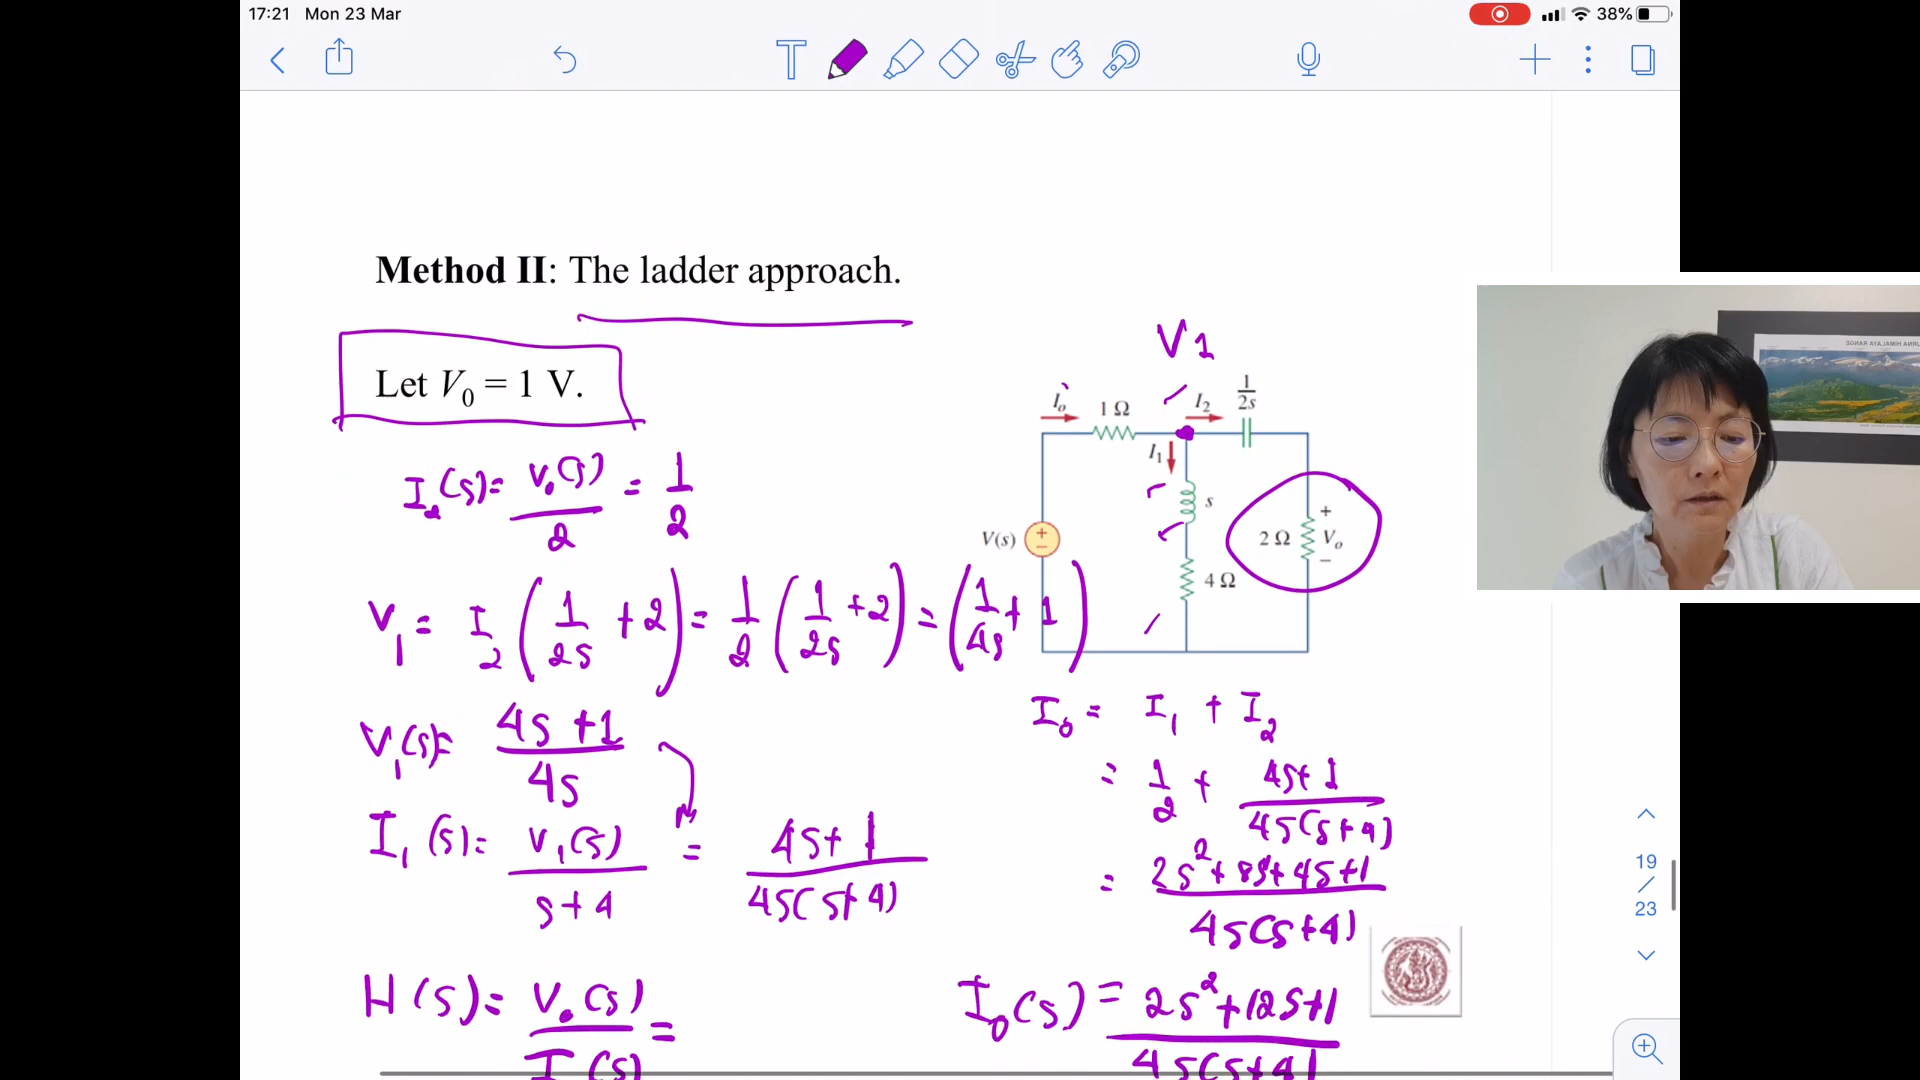 17:21 Mon 23 Mar
38%
Method II: The ladder approach.
Let V₀ = 1 V.
V1
I₂(s) = V₀(s)/2 = 1/2
V₁ = I₂ (1/2s + 2) = 1/2 (1/2s + 2) = (1/4s + 1)
V₁(s) = 4s + 1 / 4s
I₁(s) = V₁(s) / s+4 = 4s+1 / 4s(s+4)
H(s) = V₀(s) / I₀(s) =
Iₒ
1 Ω
I₂
1/2s
I₁
s
V(s)
+
−
4 Ω
2 Ω
+
Vₒ
−
I₀ = I₁ + I₂
= 1/2 + 4s+1 / 4s(s+4)
= 2s² + 8s + 4s + 1 / 4s(s+4)
I₀(s) = 2s² + 12s + 1 / 4s(s+4)
19
/
23